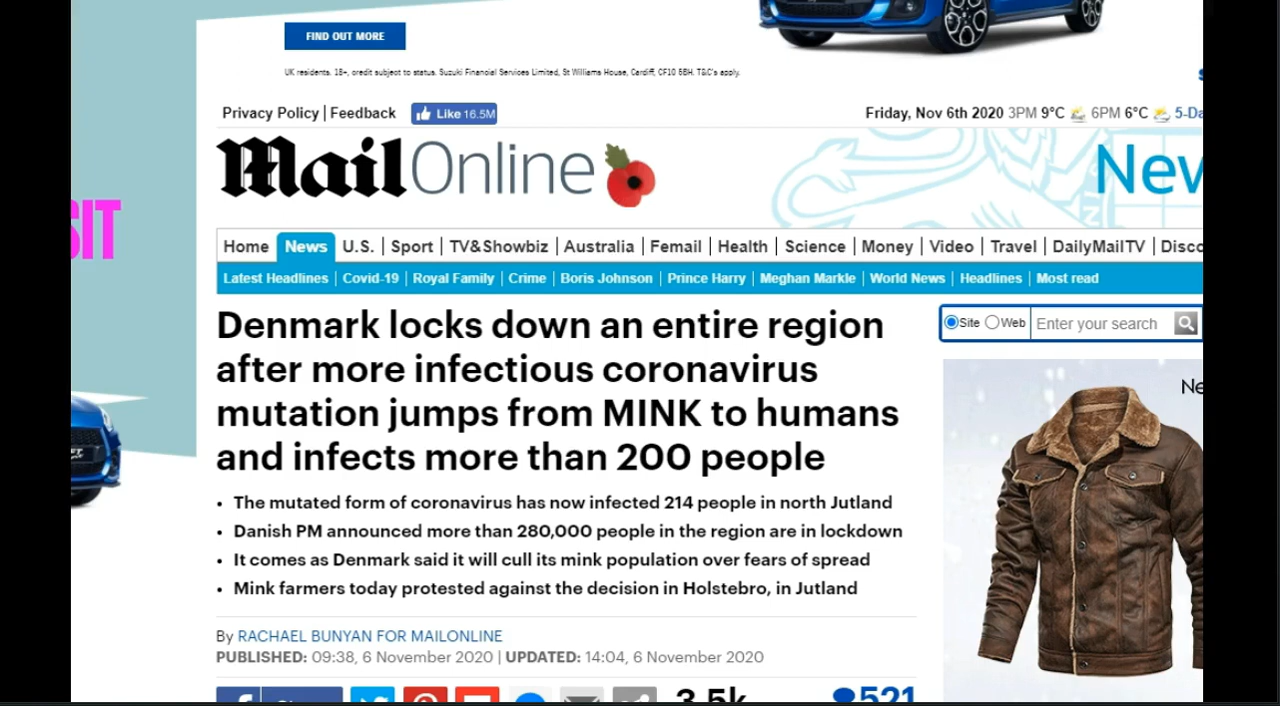 FIND OUT MORE
UK residents. 18+, credit subject to status. Suzuki Financial Services Limited, St Williams House, Cardiff, CF10 5BH. T&C's apply.
Privacy Policy | Feedback Like 16.5M Friday, Nov 6th 2020 3PM 9°C 6PM 6°C 5-Da
MailOnline New
SIT
Home News U.S. Sport TV&Showbiz Australia Femail Health Science Money Video Travel DailyMailTV Disco
Latest Headlines Covid-19 Royal Family Crime Boris Johnson Prince Harry Meghan Markle World News Headlines Most read
Denmark locks down an entire region
after more infectious coronavirus
mutation jumps from MINK to humans
and infects more than 200 people
Site Web Enter your search
• The mutated form of coronavirus has now infected 214 people in north Jutland
• Danish PM announced more than 280,000 people in the region are in lockdown
• It comes as Denmark said it will cull its mink population over fears of spread
• Mink farmers today protested against the decision in Holstebro, in Jutland
Ne
By RACHAEL BUNYAN FOR MAILONLINE
PUBLISHED: 09:38, 6 November 2020 | UPDATED: 14:04, 6 November 2020
3.5k 521